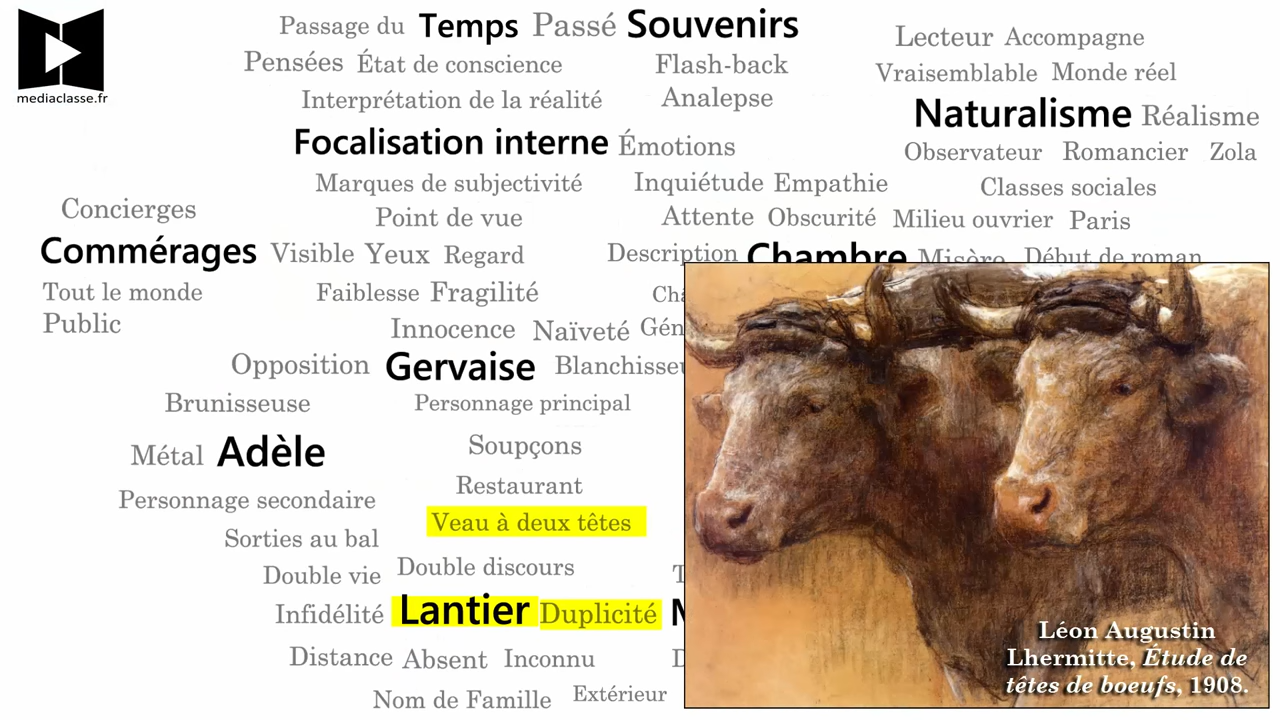 Passage du Temps Passé Souvenirs
Lecteur Accompagne
Pensées État de conscience Flash-back
Vraisemblable Monde réel
mediaclasse.fr
Interprétation de la réalité Analepse
Naturalisme Réalisme
Focalisation interne Émotions
Observateur Romancier Zola
Marques de subjectivité Inquiétude Empathie Classes sociales
Concierges Point de vue Attente Obscurité Milieu ouvrier Paris
Commérages Visible Yeux Regard Description Chambre Misère Début de roman
Tout le monde Faiblesse Fragilité
Public Innocence Naïveté
Opposition Gervaise
Brunisseuse Personnage principal
Métal Adèle Soupçons
Personnage secondaire Restaurant
Veau à deux têtes
Sorties au bal
Double vie Double discours
Infidélité Lantier Duplicité
Distance Absent Inconnu
Nom de Famille Extérieur
Léon Augustin
Lhermitte, Étude de
têtes de boeufs, 1908.